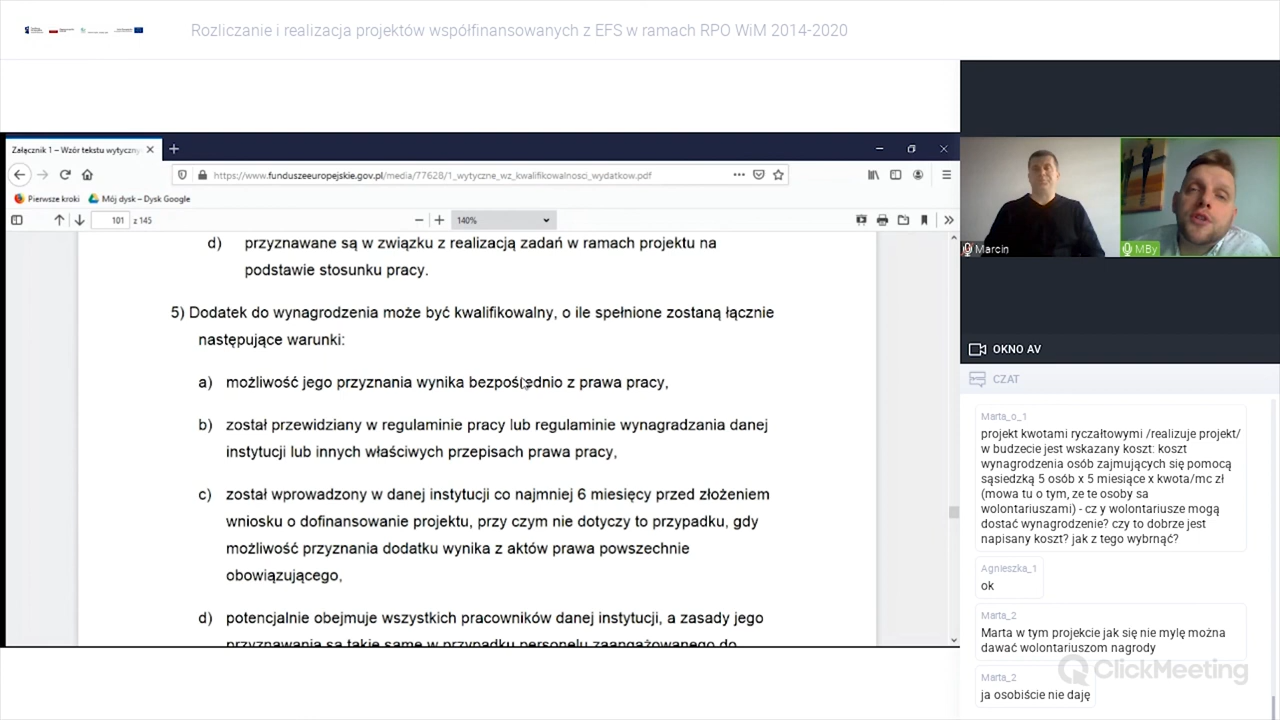 Rozliczanie i realizacja projektów współfinansowanych z EFS w ramach RPO WiM 2014-2020
Załącznik 1 – Wzór tekstu wytyczny
https://www.funduszeeuropejskie.gov.pl/media/77628/1_wytyczne_wz_kwalifikowalnosci_wydatkow.pdf
Pierwsze kroki
Mój dysk – Dysk Google
101 z 145
140%
d) przyznawane są w związku z realizacją zadań w ramach projektu na
podstawie stosunku pracy.
5) Dodatek do wynagrodzenia może być kwalifikowalny, o ile spełnione zostaną łącznie
następujące warunki:
a) możliwość jego przyznania wynika bezpośrednio z prawa pracy,
b) został przewidziany w regulaminie pracy lub regulaminie wynagradzania danej
instytucji lub innych właściwych przepisach prawa pracy,
c) został wprowadzony w danej instytucji co najmniej 6 miesięcy przed złożeniem
wniosku o dofinansowanie projektu, przy czym nie dotyczy to przypadku, gdy
możliwość przyznania dodatku wynika z aktów prawa powszechnie
obowiązującego,
d) potencjalnie obejmuje wszystkich pracowników danej instytucji, a zasady jego
przyznawania są takie same w przypadku personelu zaangażowanego do
Marcin
MBy
OKNO AV
CZAT
Marta_o_1
projekt kwotami ryczałtowymi /realizuje projekt/
w budzecie jest wskazany koszt: koszt
wynagrodzenia osób zajmujących się pomocą
sąsiedzką 5 osób x 5 miesiące x kwota/mc zł
(mowa tu o tym, ze te osoby sa
wolontariuszami) - cz y wolontariusze mogą
dostać wynagrodzenie? czy to dobrze jest
napisany koszt? jak z tego wybrnąć?
Agnieszka_1
ok
Marta_2
Marta w tym projekcie jak się nie mylę można
dawać wolontariuszom nagrody
Marta_2
ja osobiście nie daję
ClickMeeting